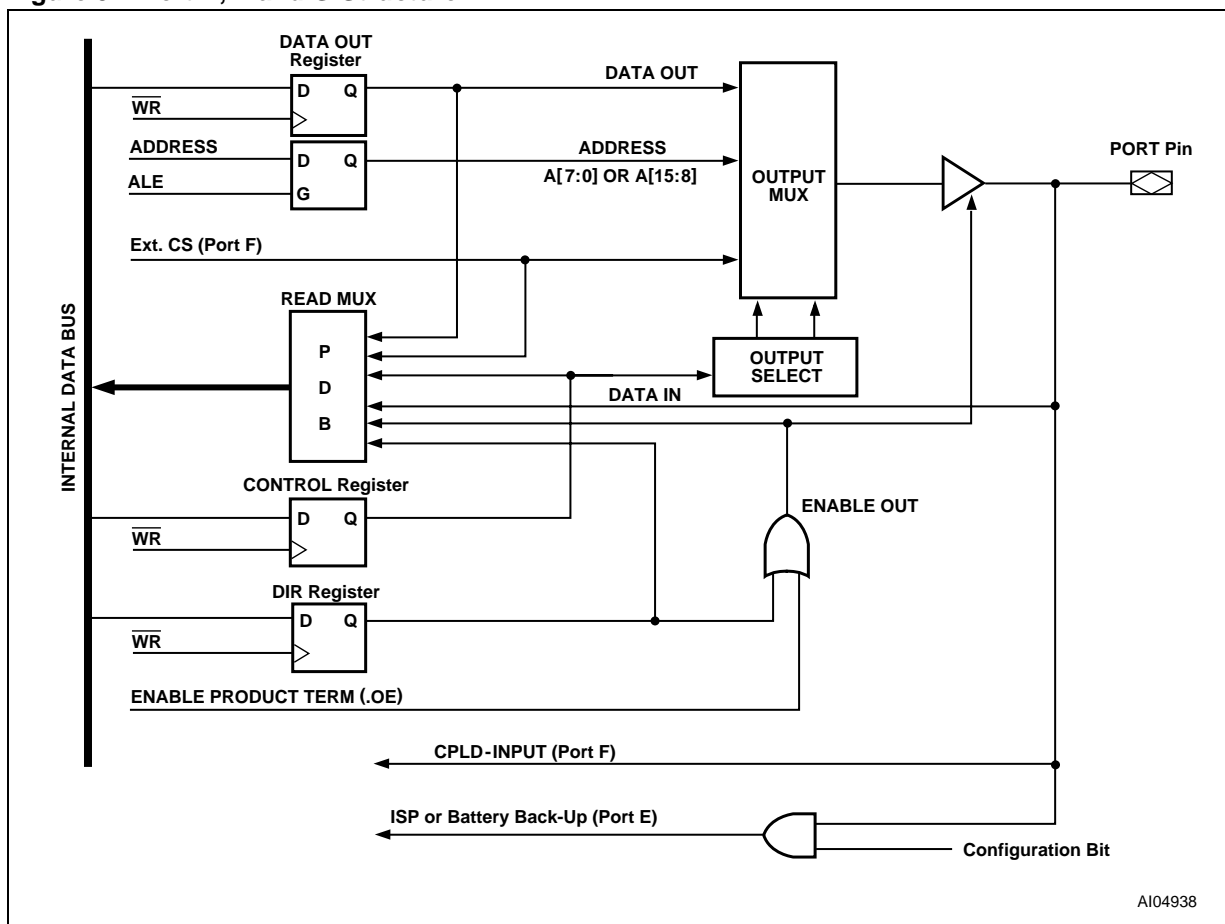 DATA OUT
Register
D Q
WR
DATA OUT
ADDRESS
D Q
ALE
G
ADDRESS
A[7:0] OR A[15:8]
OUTPUT
MUX
PORT Pin
Ext. CS (Port F)
READ MUX
P
D
B
OUTPUT
SELECT
DATA IN
INTERNAL DATA BUS
CONTROL Register
D Q
WR
ENABLE OUT
DIR Register
D Q
WR
ENABLE PRODUCT TERM (.OE)
CPLD-INPUT (Port F)
ISP or Battery Back-Up (Port E)
Configuration Bit
AI04938